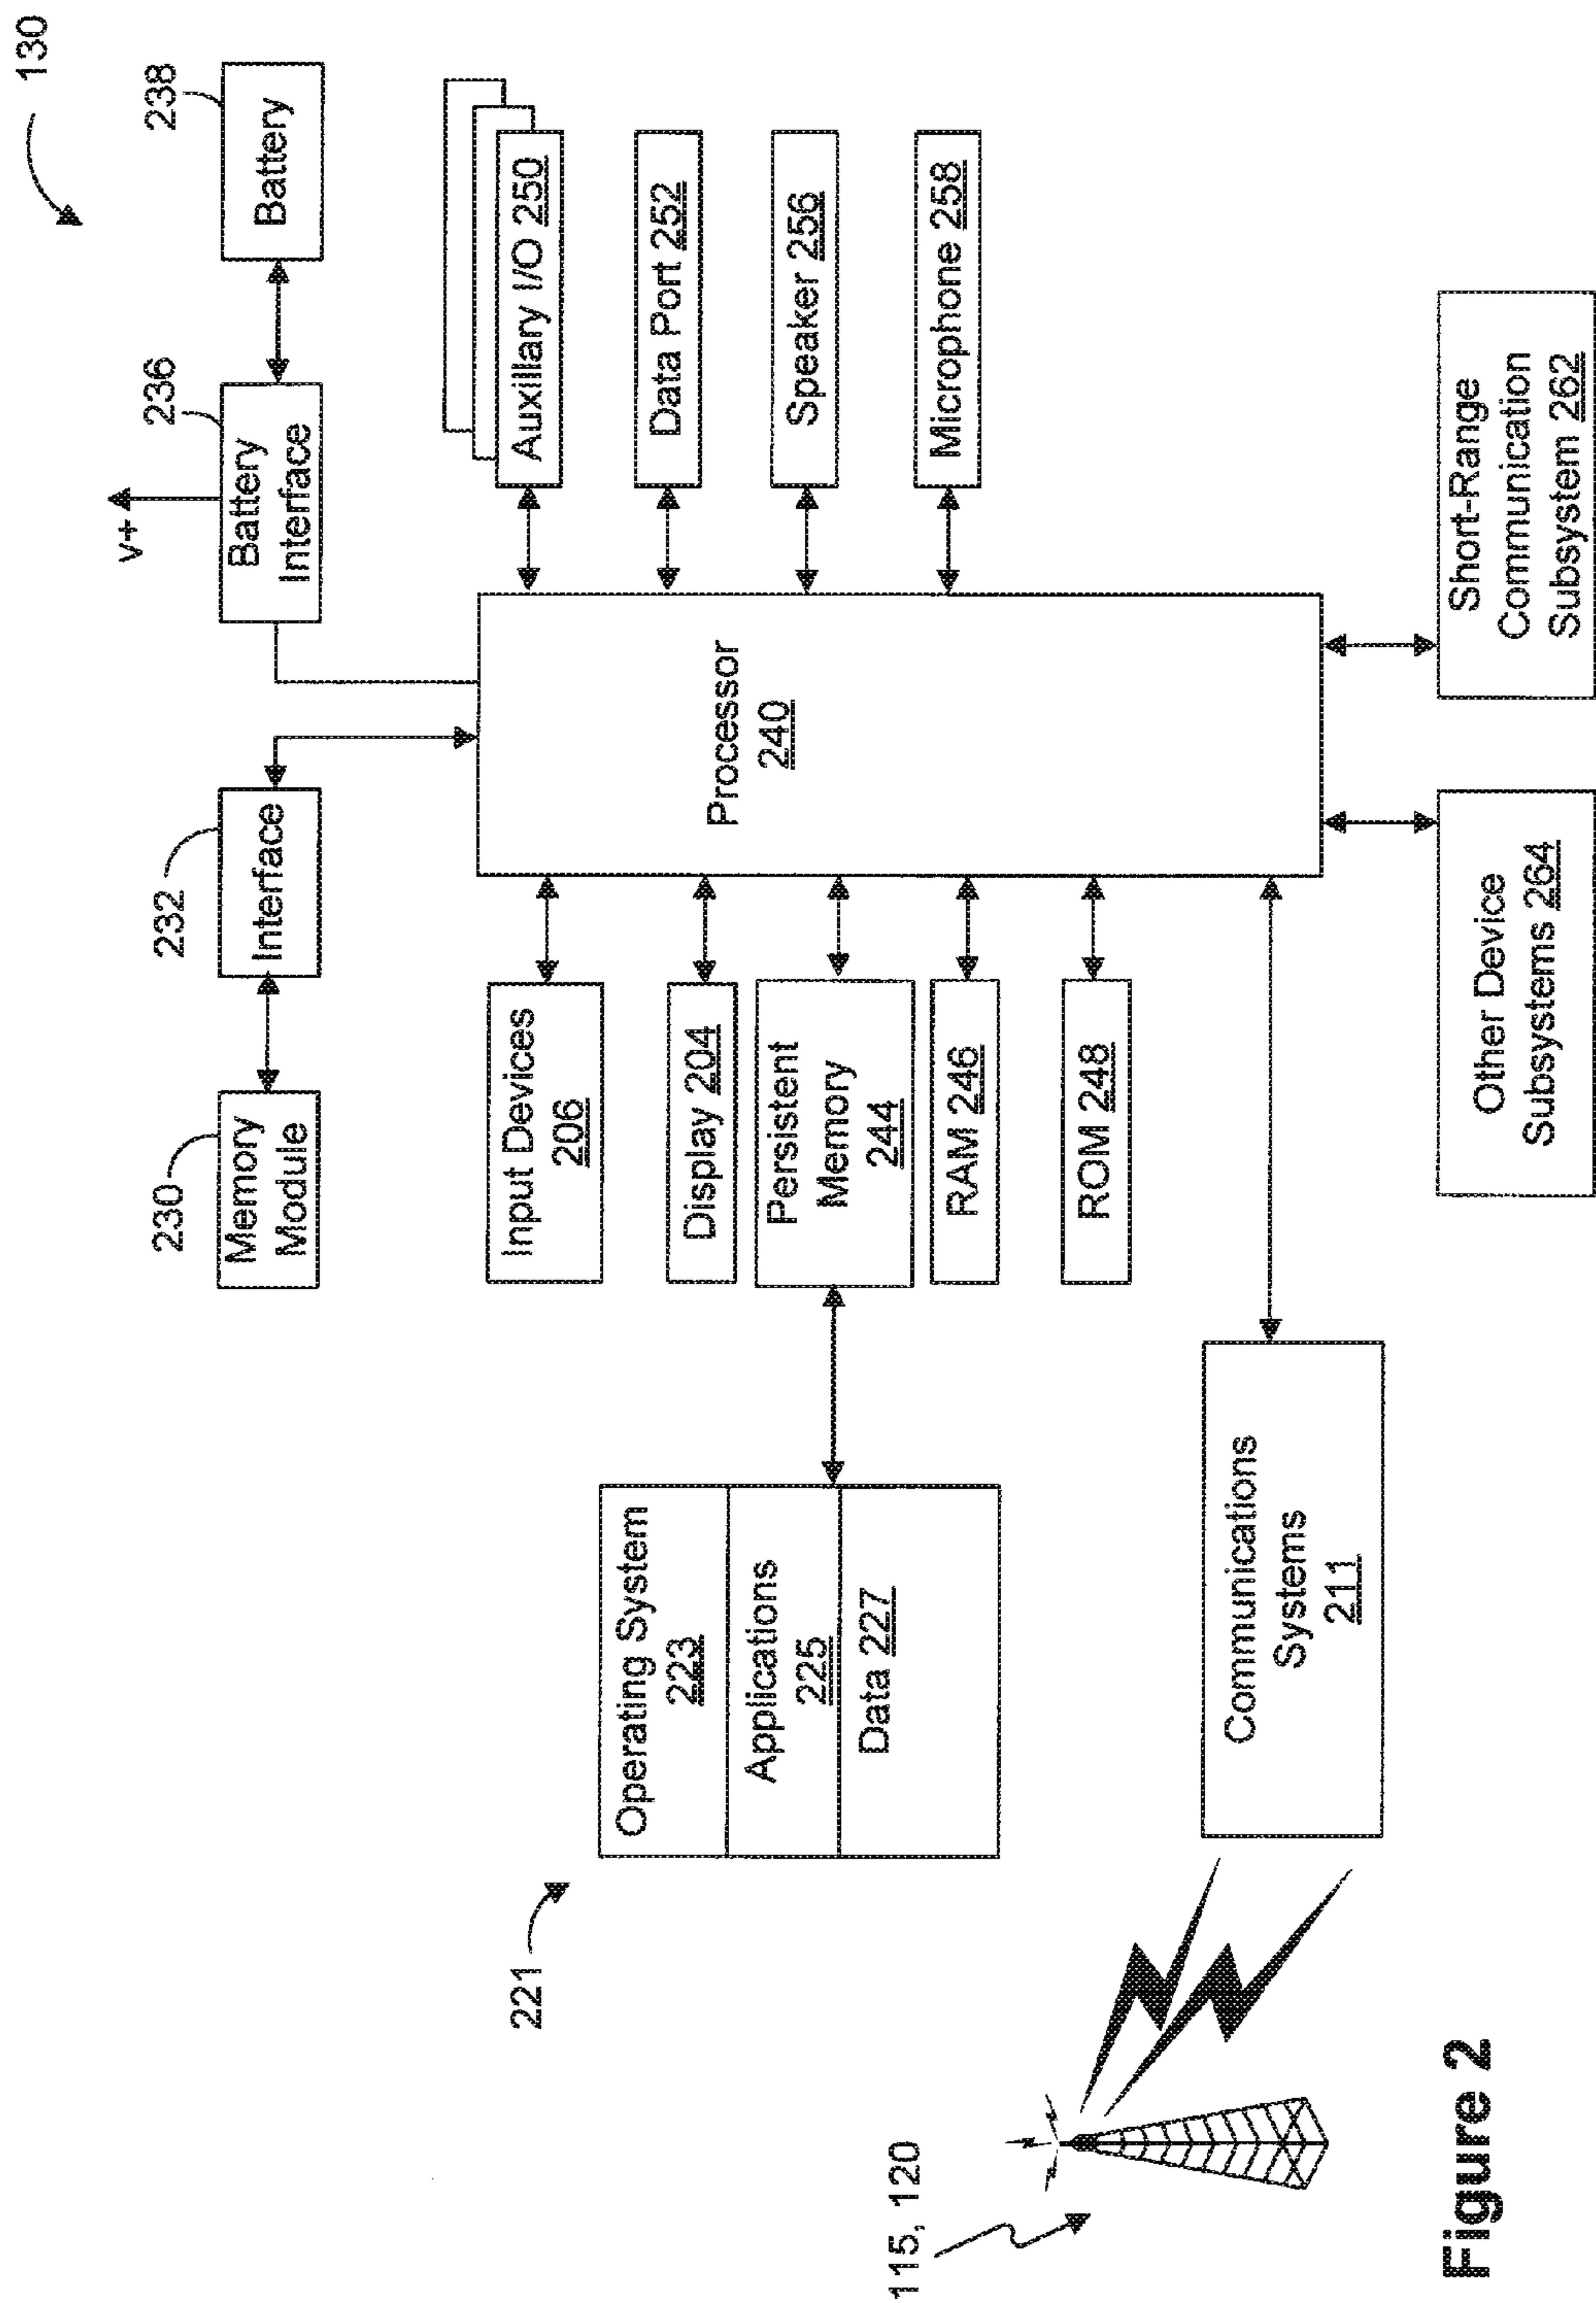 130
230
232
236
238
v+
Memory
Module
Interface
Battery
Interface
Battery
221
Operating System
223
Applications
225
Data 227
Input Devices
206
Display 204
Persistent
Memory
244
RAM 246
ROM 248
Processor
240
Auxillary I/O 250
Data Port 252
Speaker 256
Microphone 258
115, 120
Communications
Systems
211
Other Device
Subsystems 264
Short-Range
Communication
Subsystem 262
Figure 2